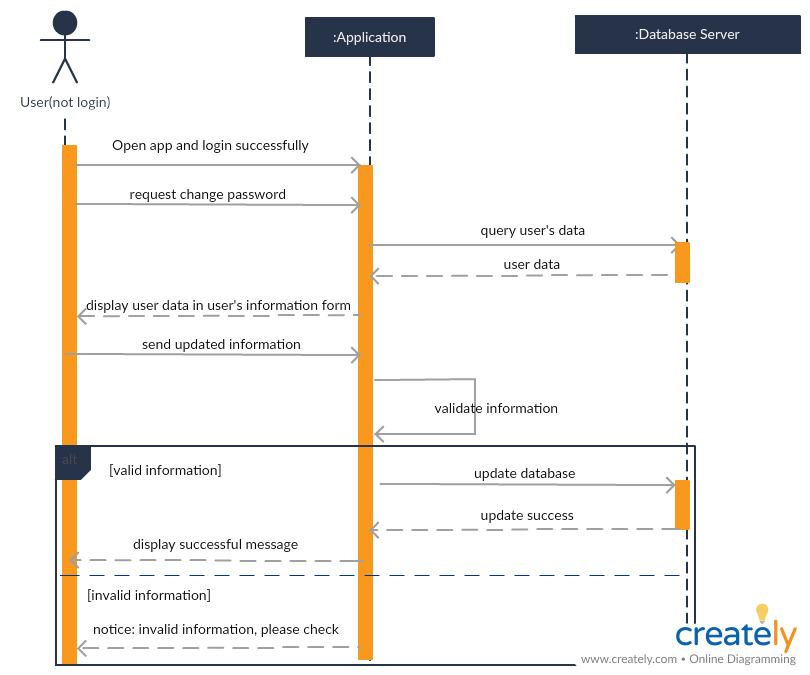 :Application
:Database Server
User(not login)
Open app and login successfully
request change password
query user's data
user data
display user data in user's information form
send updated information
validate information
alt
[valid information]
update database
update success
display successful message
[invalid information]
notice: invalid information, please check
creately
www.creately.com • Online Diagramming